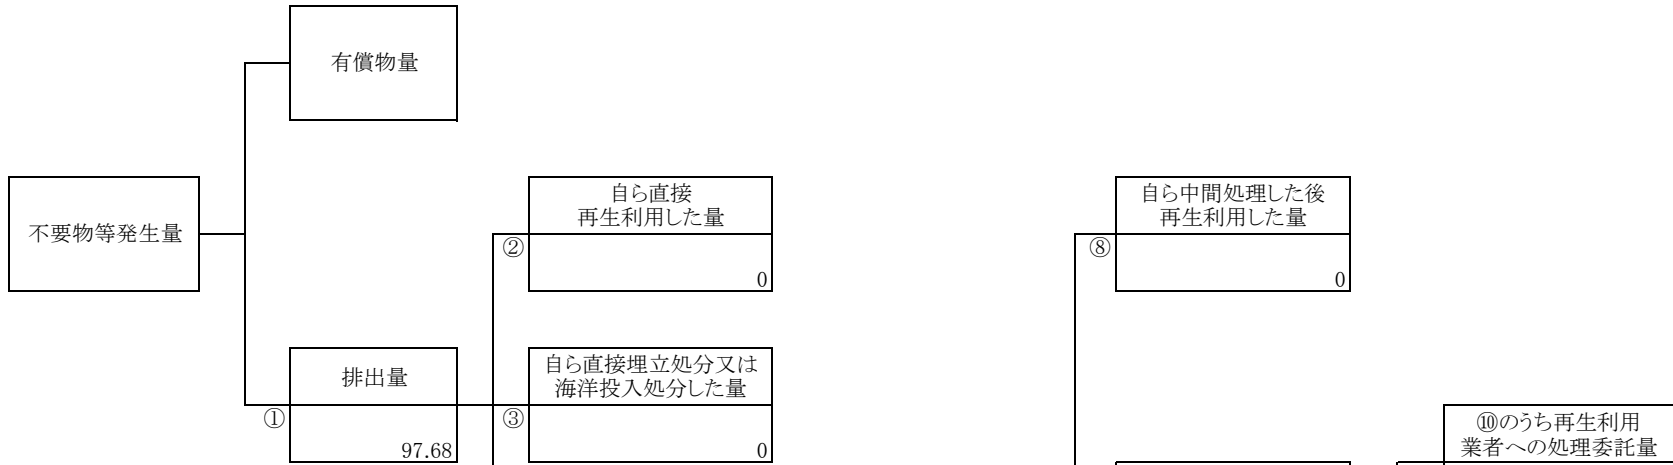 有償物量
不要物等発生量
自ら直接
再生利用した量
②
0
自ら中間処理した後
再生利用した量
⑧
0
排出量
①
97.68
自ら直接埋立処分又は
海洋投入処分した量
③
0
⑩のうち再生利用
業者への処理委託量